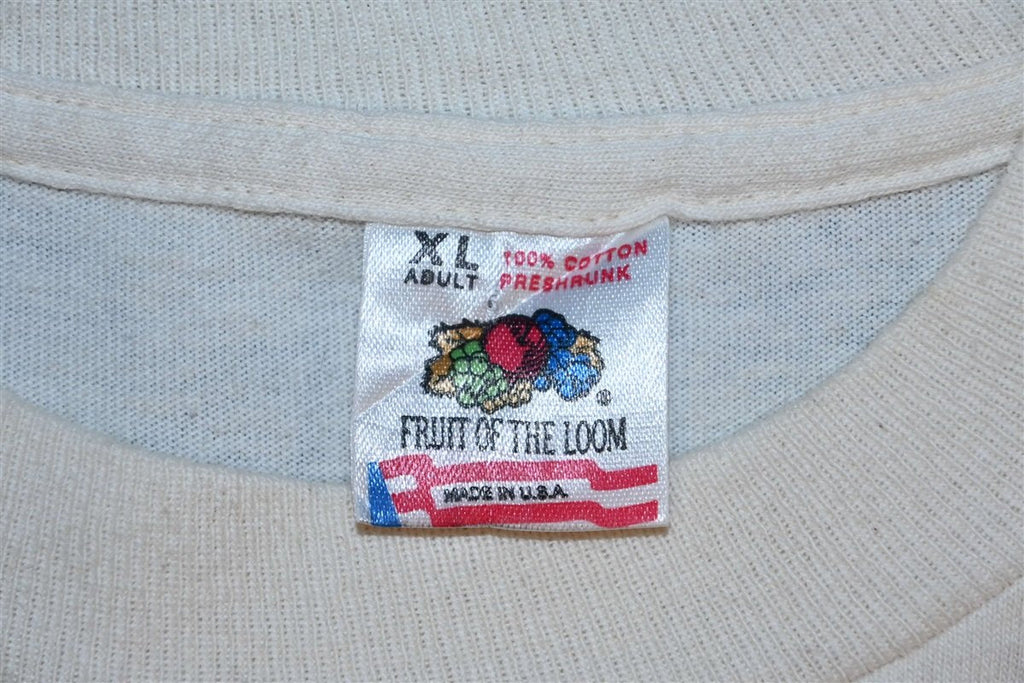 XL
ADULT
100% COTTON
PRESHRUNK
®
FRUIT OF THE LOOM
MADE IN U.S.A.